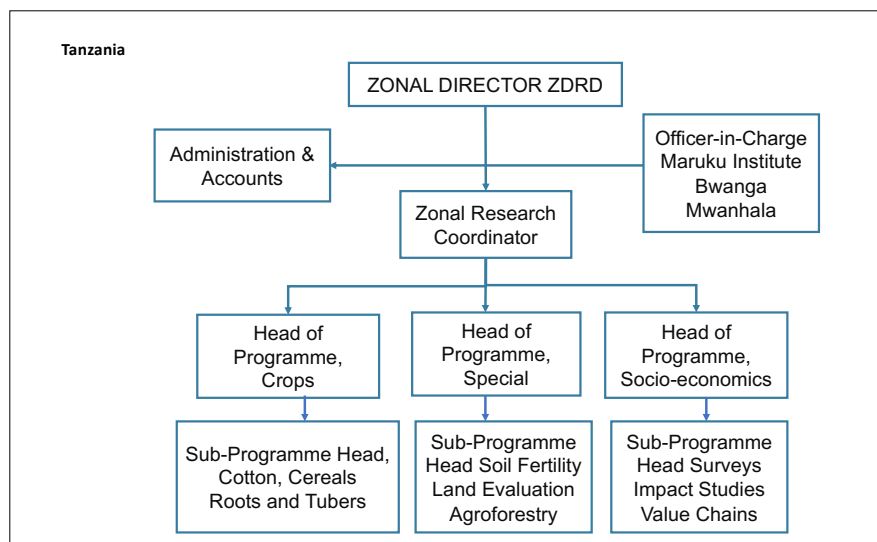 Tanzania
ZONAL DIRECTOR ZDRD
Administration &
Accounts
Officer-in-Charge
Maruku Institute
Bwanga
Mwanhala
Zonal Research
Coordinator
Head of
Programme,
Crops
Head of
Programme,
Special
Head of
Programme,
Socio-economics
Sub-Programme Head,
Cotton, Cereals
Roots and Tubers
Sub-Programme
Head Soil Fertility
Land Evaluation
Agroforestry
Sub-Programme
Head Surveys
Impact Studies
Value Chains